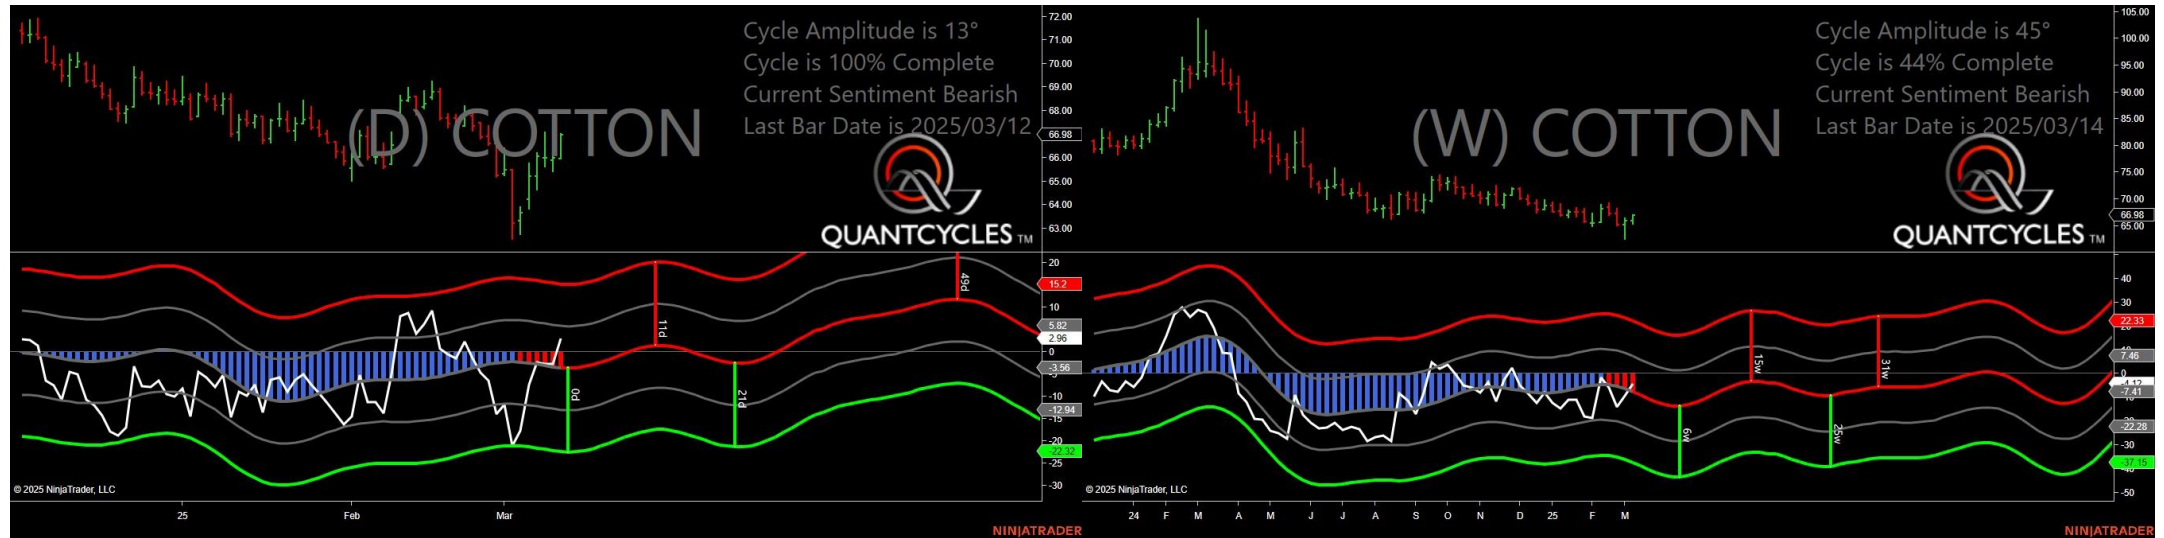 Cycle Amplitude is 13°
Cycle is 100% Complete
Current Sentiment Bearish
Last Bar Date is 2025/03/12
(D) COTTON
QUANTCYCLES TM
72.00
71.00
70.00
69.00
68.00
66.98
66.00
65.00
64.00
63.00
20
15.2
10
5.82
2.96
0
-3.56
-10
-12.94
-15
-20
-22.32
-25
-30
0d
11d
21d
49d
© 2025 NinjaTrader, LLC
25 Feb Mar
NINJATRADER
Cycle Amplitude is 45°
Cycle is 44% Complete
Current Sentiment Bearish
Last Bar Date is 2025/03/14
(W) COTTON
QUANTCYCLES TM
105.00
100.00
95.00
90.00
85.00
80.00
75.00
70.00
66.98
65.00
40
30
22.33
7.46
0
-4.12
-7.41
-22.28
-30
-37.15
-50
6w
15w
25w
31w
© 2025 NinjaTrader, LLC
24 F M A M J J A S O N D 25 F M
NINJATRADER